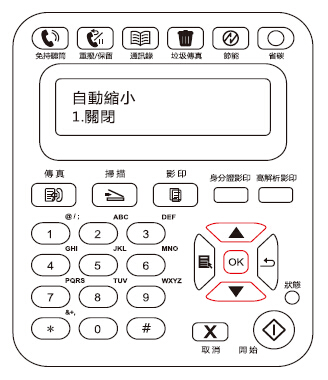 免持聽筒 重撥/保留 通訊錄 垃圾傳真 節能 省碳
自動縮小
1.關閉
傳真 掃描 影印 身分證影印 高解析影印
@/: ABC DEF
1 2 3
GHI JKL MNO
4 5 6
PQRS TUV WXYZ
7 8 9
&+,
* 0 #
OK
狀態
X
取消 開始